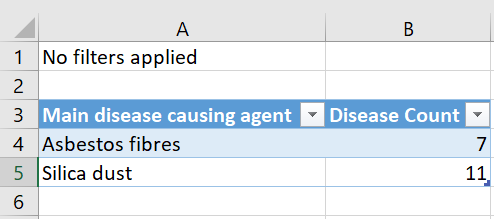 A B
1 No filters applied
2
3 Main disease causing agent Disease Count
4 Asbestos fibres 7
5 Silica dust 11
6